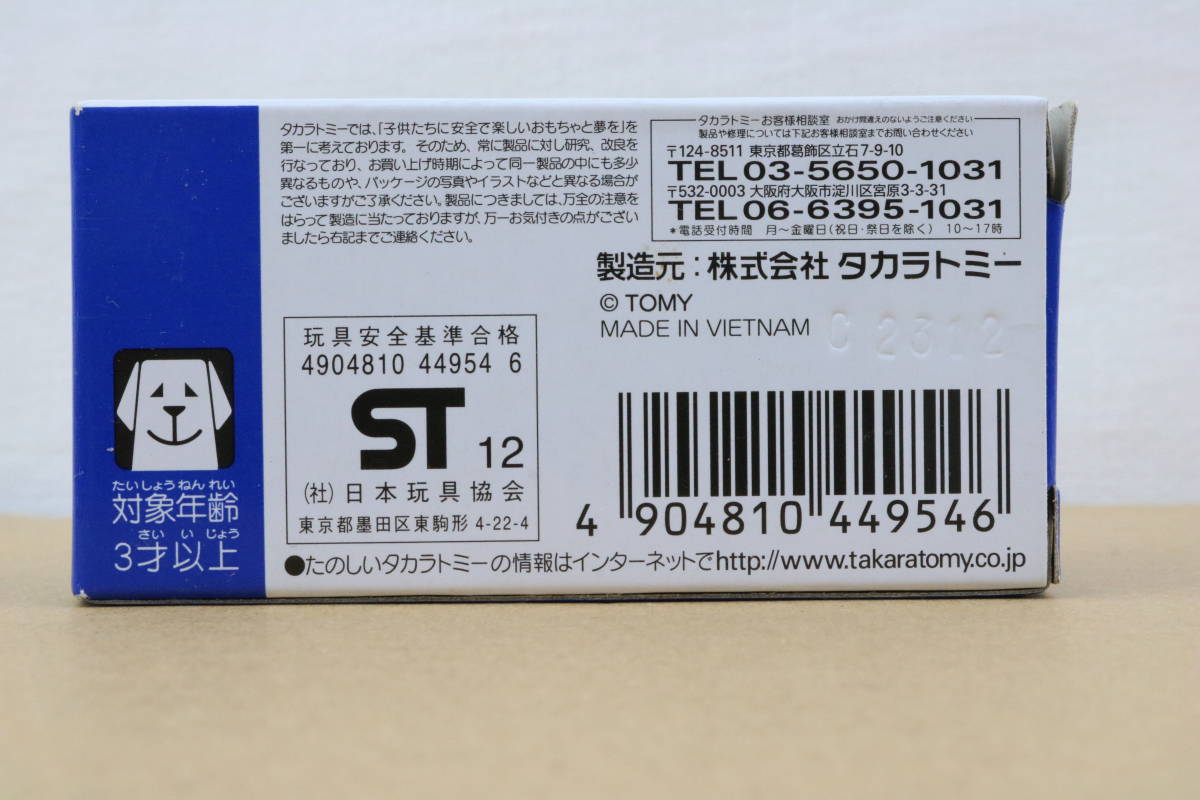 タカラトミーでは、「子供たちに安全で楽しいおもちゃと夢を」を
第一に考えております。そのため、常に製品に対し研究、改良を
行なっており、お買い上げ時期によって同一製品の中にも多少
異なるものや、パッケージの写真やイラストなどと異なる場合が
ございますがご了承ください。製品につきましては、万全の注意を
はらって製造に当たっておりますが、万一お気付きの点がござい
ましたら右記までご連絡ください。
タカラトミーお客様相談室 おかけ間違えのないようご注意ください
製品や修理については下記お客様相談室までお問い合わせください
〒124-8511 東京都葛飾区立石7-9-10
TEL 03-5650-1031
〒532-0003 大阪府大阪市淀川区宮原3-3-31
TEL 06-6395-1031
*電話受付時間 月〜金曜日(祝日・祭日を除く) 10〜17時
製造元:株式会社 タカラトミー
© TOMY
MADE IN VIETNAM
C 2312
玩具安全基準合格
4904810 44954 6
ST 12
(社)日本玩具協会
東京都墨田区東駒形 4-22-4
4 904810 449546
たいしょうねんれい
対象年齢
さい いじょう
3才以上
●たのしいタカラトミーの情報はインターネットでhttp://www.takaratomy.co.jp